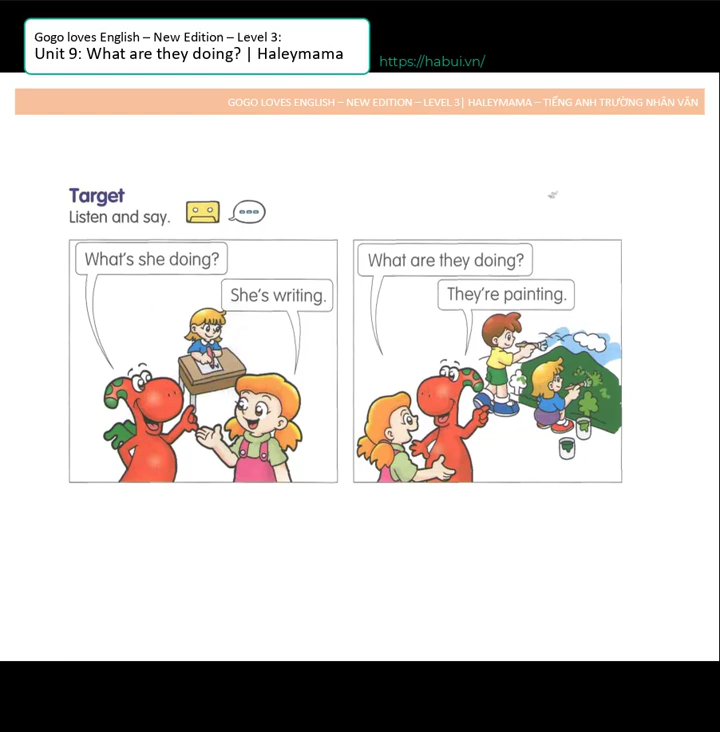 Gogo loves English – New Edition – Level 3:
Unit 9: What are they doing? | Haleymama
https://habui.vn/
GOGO LOVES ENGLISH – NEW EDITION – LEVEL 3| HALEYMAMA – TIẾNG ANH TRƯỜNG NHÂN VĂN
Target
Listen and say.
What's she doing?
She's writing.
What are they doing?
They're painting.